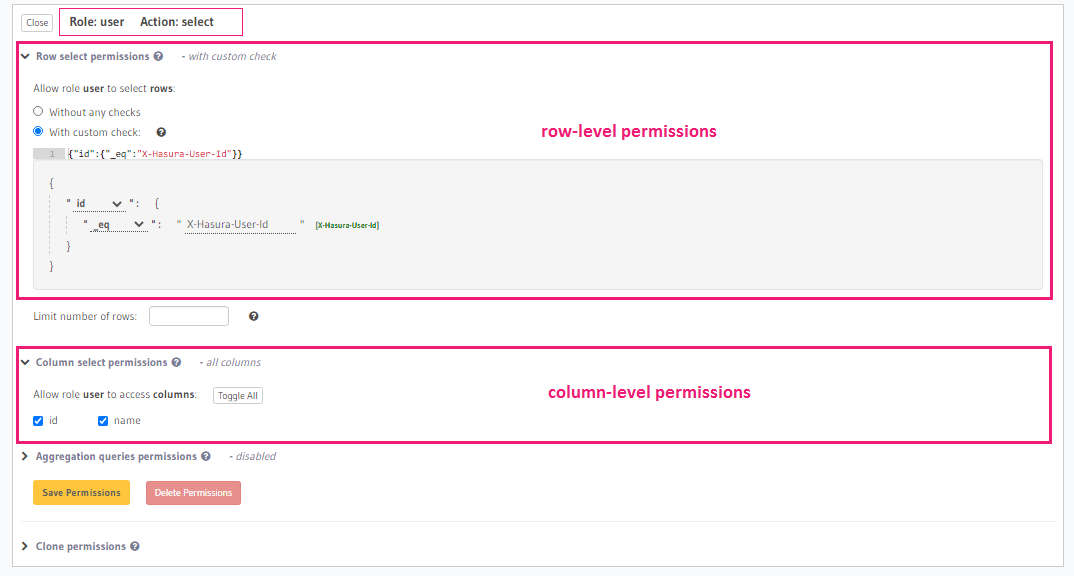 Close Role: user Action: select
Row select permissions ? - with custom check
Allow role user to select rows:
Without any checks
With custom check: ?
row-level permissions
1 {"id":{"_eq":"X-Hasura-User-Id"}}
{
" id ": {
" _eq ": " X-Hasura-User-Id " [X-Hasura-User-Id]
}
}
Limit number of rows: ?
Column select permissions ? - all columns
Allow role user to access columns: Toggle All
column-level permissions
id name
Aggregation queries permissions ? - disabled
Save Permissions Delete Permissions
Clone permissions ?